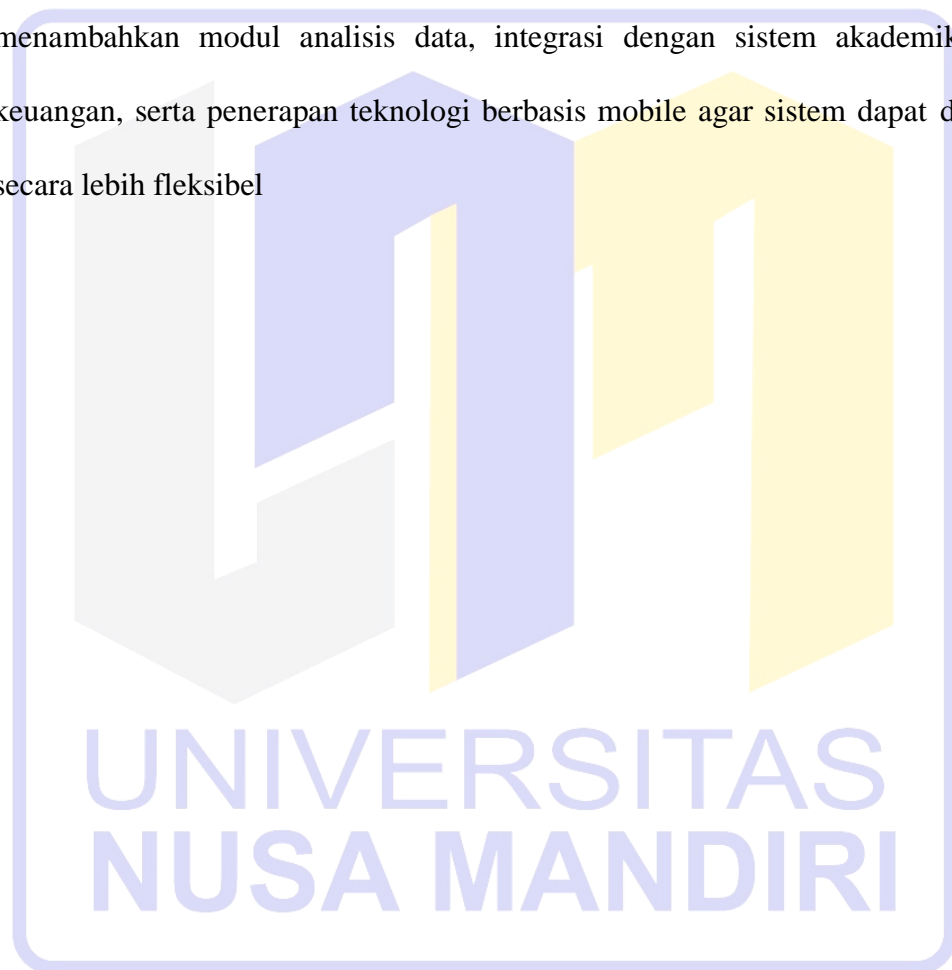 menambahkan modul analisis data, integrasi dengan sistem akademik
keuangan, serta penerapan teknologi berbasis mobile agar sistem dapat
secara lebih fleksibel
UNIVERSITAS
NUSA MANDIRI